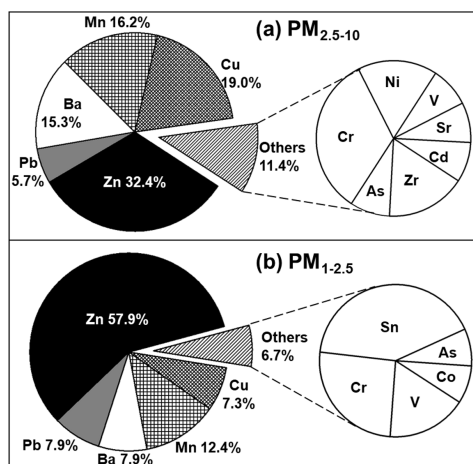 (a) PM2.5-10
Mn 16.2%
Cu
19.0%
Ba
15.3%
Pb
5.7%
Zn 32.4%
Others
11.4%
Ni
V
Sr
Cd
Zr
As
Cr
(b) PM1-2.5
Zn 57.9%
Others
6.7%
Cu
7.3%
Mn 12.4%
Ba 7.9%
Pb 7.9%
Sn
As
Co
V
Cr